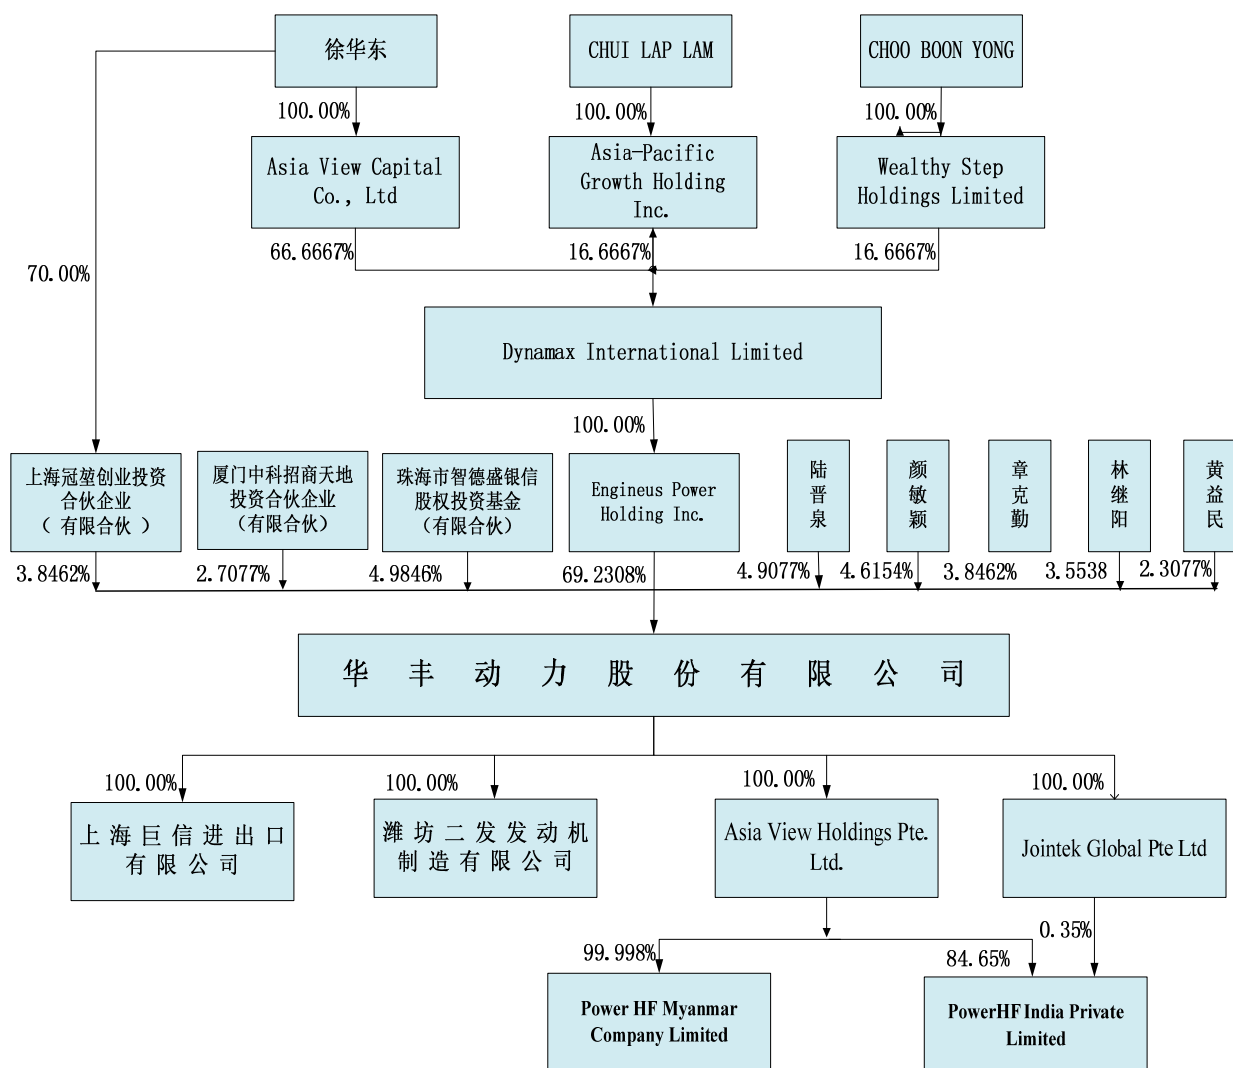 徐华东
CHUI LAP LAM
CHOO BOON YONG
100.00%
100.00%
100.00%
Asia View Capital
Co., Ltd
Asia-Pacific
Growth Holding
Inc.
Wealthy Step
Holdings Limited
66.6667%
16.6667%
16.6667%
70.00%
Dynamax International Limited
100.00%
上海冠堃创业投资
合伙企业
（ 有限合伙 ）
厦门中科招商天地
投资合伙企业
（有限合伙）
珠海市智德盛银信
股权投资基金
（有限合伙）
Engineus Power
Holding Inc.
陆晋泉
颜敏颖
章克勤
林继阳
黄益民
3.8462%
2.7077%
4.9846%
69.2308%
4.9077%
4.6154%
3.8462%
3.5538
2.3077%
华丰动力股份有限公司
100.00%
100.00%
100.00%
100.00%
上海巨信进出口
有限公司
潍坊二发发动机
制造有限公司
Asia View Holdings Pte.
Ltd.
Jointek Global Pte Ltd
99.998%
84.65%
0.35%
Power HF Myanmar
Company Limited
PowerHF India Private
Limited